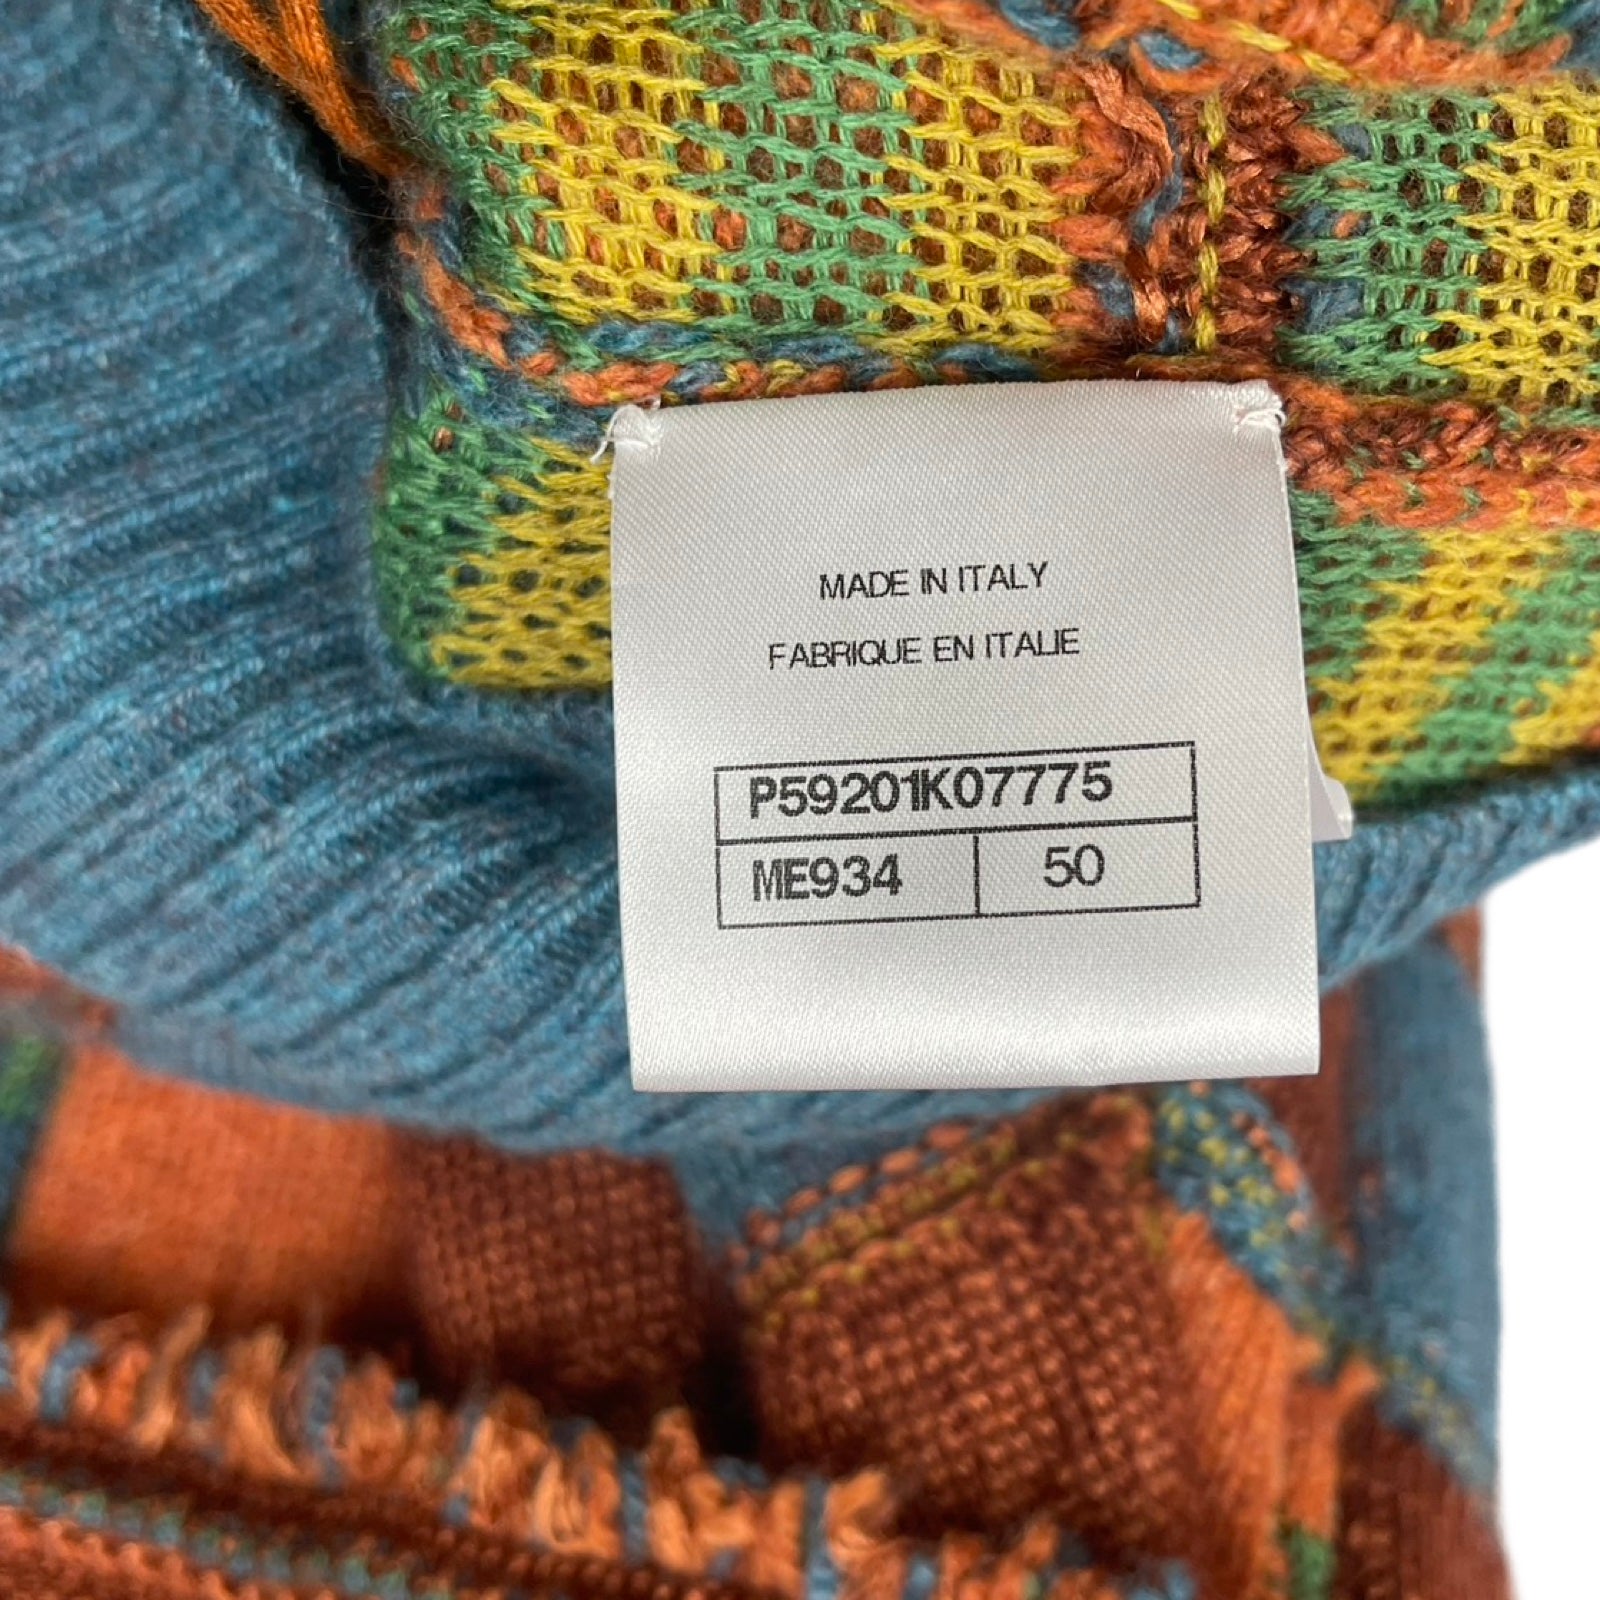 MADE IN ITALY
FABRIQUE EN ITALIE
P59201K07775
ME934 50